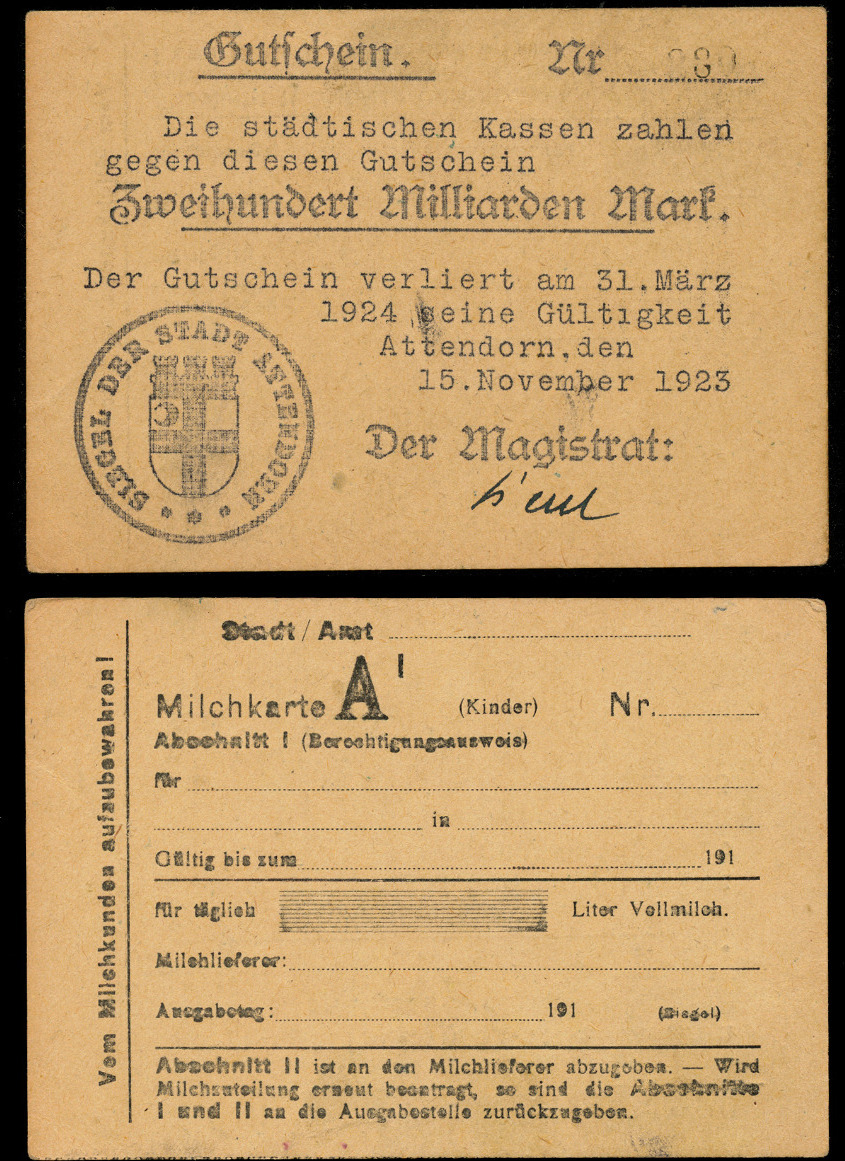 Gutschein. Nr
Die städtischen Kassen zahlen
gegen diesen Gutschein
Zweihundert Milliarden Mark.
Der Gutschein verliert am 31.März
1924 seine Gültigkeit
Attendorn,den
15.November 1923
SIEGEL DER STADT ATTENDORN
Der Magistrat:
Vom Milchkunden aufzubewahren!
Stadt / Amt
Milchkarte A I (Kinder) Nr.
Abschnitt I (Berechtigungsausweis)
für
in
Gültig bis zum 191
für täglich Liter Vollmilch.
Milchlieferer:
Ausgabetag: 191 (Siegel)
Abschnitt II ist an den Milchlieferer abzugeben. — Wird
Milchzuteilung erneut beantragt, so sind die Abschnitte
I und II an die Ausgabestelle zurückzugeben.